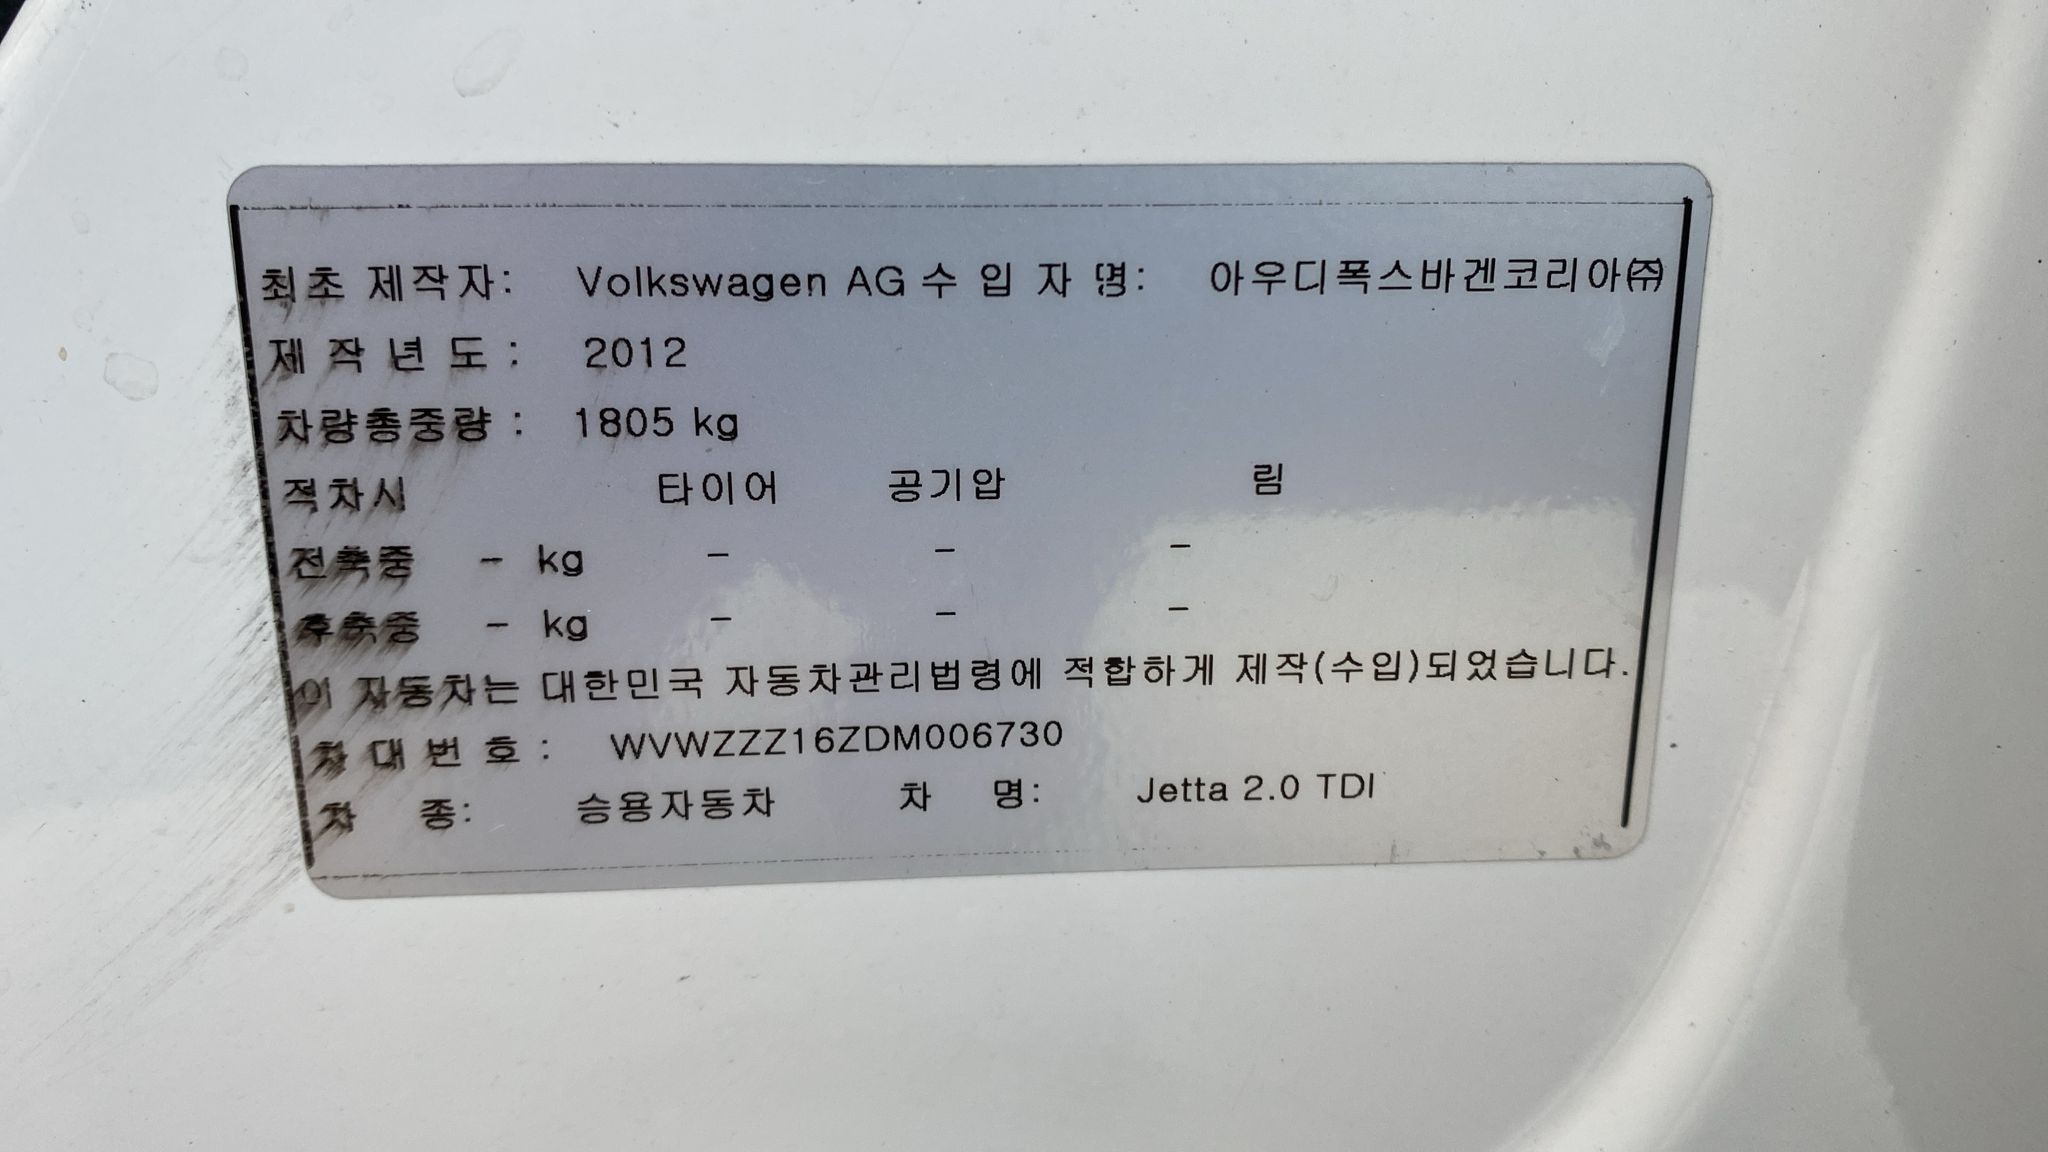 최초 제작자: Volkswagen AG 수 입 자 명: 아우디폭스바겐코리아㈜
제 작 년 도 : 2012
차량총중량 : 1805 kg
적차시 타이어 공기압 림
전축중 - kg - - -
후축중 - kg - - -
이 자동차는 대한민국 자동차관리법령에 적합하게 제작(수입)되었습니다.
차 대 번 호 : WVWZZZ16ZDM006730
차 종: 승용자동차 차 명: Jetta 2.0 TDI